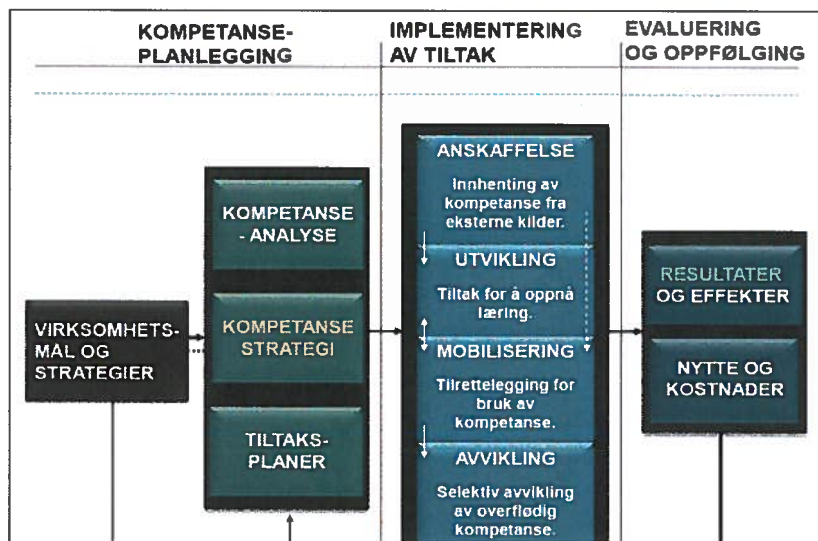 KOMPETANSE-
PLANLEGGING
IMPLEMENTERING
AV TILTAK
EVALUERING
OG OPPFØLGING
VIRKSOMHETS-
MÅL OG
STRATEGIER
KOMPETANSE
- ANALYSE
KOMPETANSE
STRATEGI
TILTAKS-
PLANER
ANSKAFFELSE
Innhenting av
kompetanse fra
eksterne kilder.
UTVIKLING
Tiltak for å oppnå
læring.
MOBILISERING
Tilrettelegging for
bruk av
kompetanse.
AVVIKLING
Selektiv avvikling
av overflødig
kompetanse.
RESULTATER
OG EFFEKTER
NYTTE OG
KOSTNADER